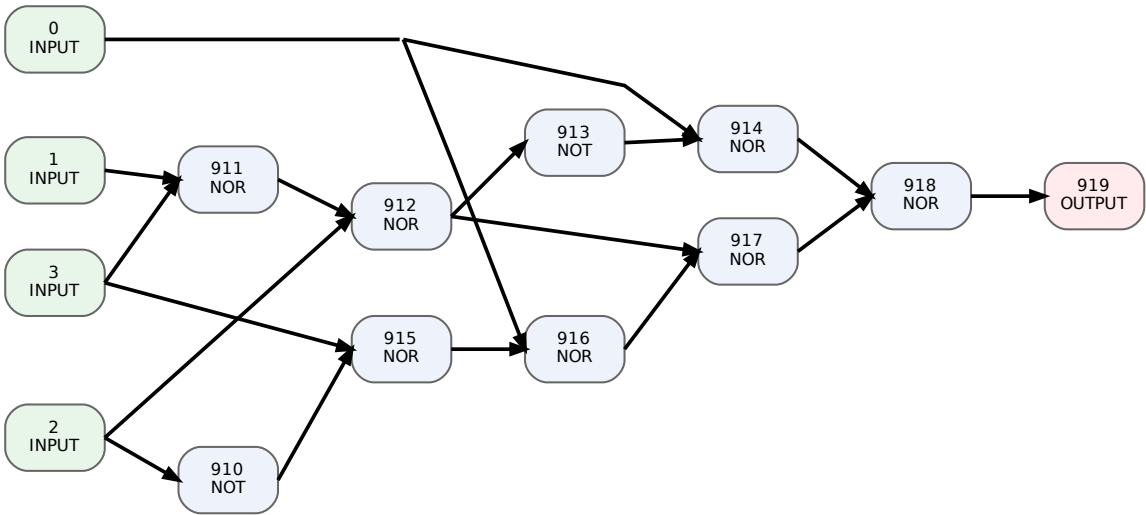 0
INPUT
1
INPUT
3
INPUT
2
INPUT
911
NOR
910
NOT
912
NOR
915
NOR
913
NOT
916
NOR
914
NOR
917
NOR
918
NOR
919
OUTPUT